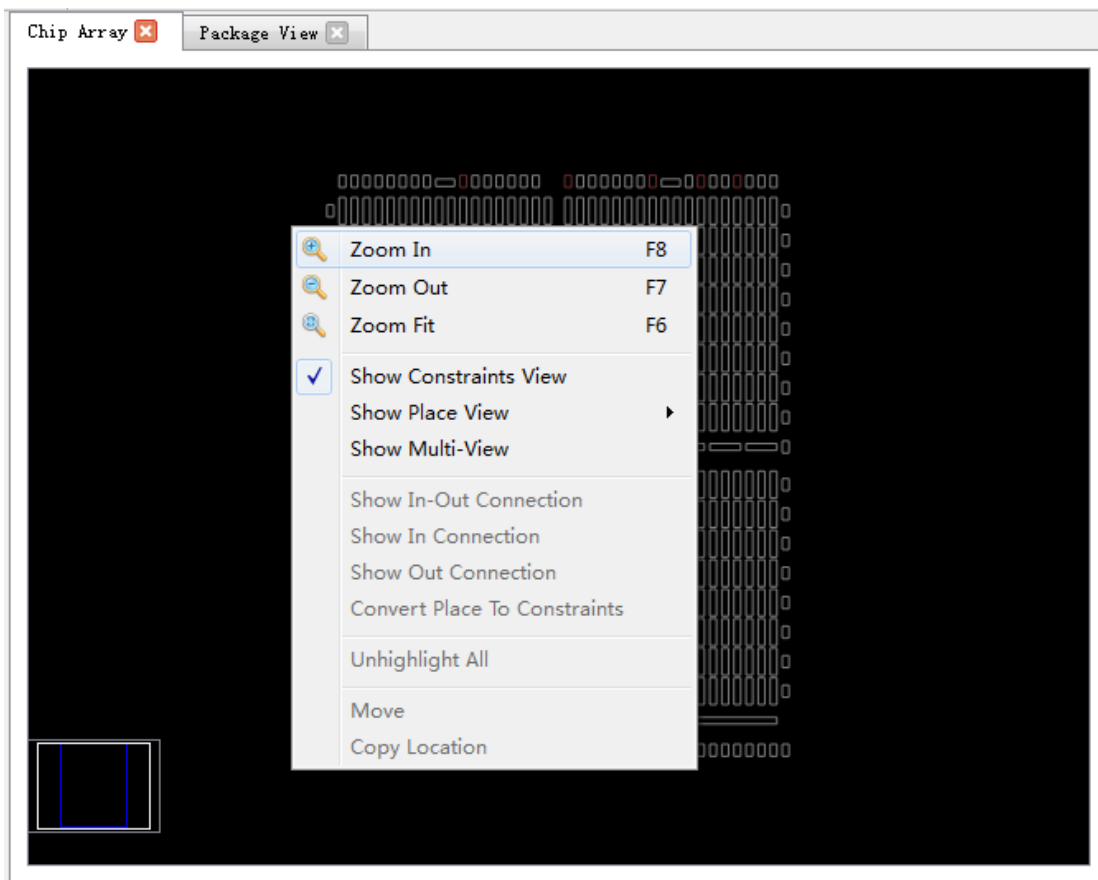 Chip Array Package View
Zoom In F8
Zoom Out F7
Zoom Fit F6
Show Constraints View
Show Place View
Show Multi-View
Show In-Out Connection
Show In Connection
Show Out Connection
Convert Place To Constraints
Unhighlight All
Move
Copy Location